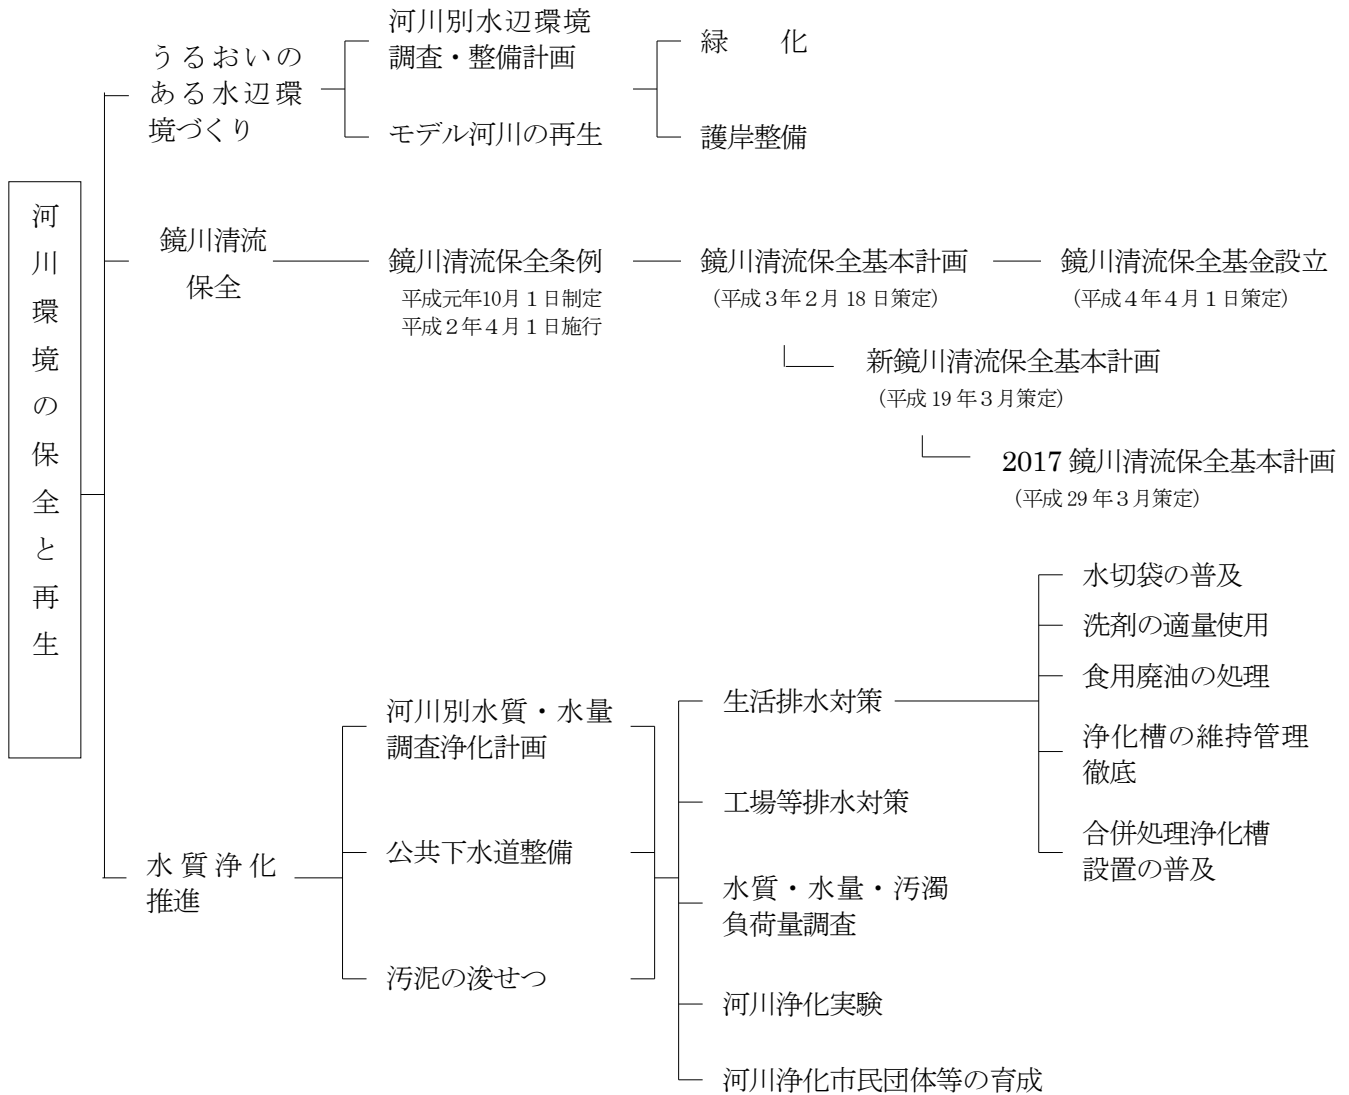 河川環境の保全と再生
うるおいの
ある水辺環
境づくり
河川別水辺環境
調査・整備計画
モデル河川の再生
緑　化
護岸整備
鏡川清流
保全
鏡川清流保全条例
平成元年10月1日制定
平成2年4月1日施行
鏡川清流保全基本計画
（平成3年2月18日策定）
鏡川清流保全基金設立
（平成4年4月1日策定）
新鏡川清流保全基本計画
（平成19年3月策定）
2017鏡川清流保全基本計画
（平成29年3月策定）
水質浄化
推進
河川別水質・水量
調査浄化計画
公共下水道整備
汚泥の浚せつ
生活排水対策
工場等排水対策
水質・水量・汚濁
負荷量調査
河川浄化実験
河川浄化市民団体等の育成
水切袋の普及
洗剤の適量使用
食用廃油の処理
浄化槽の維持管理
徹底
合併処理浄化槽
設置の普及